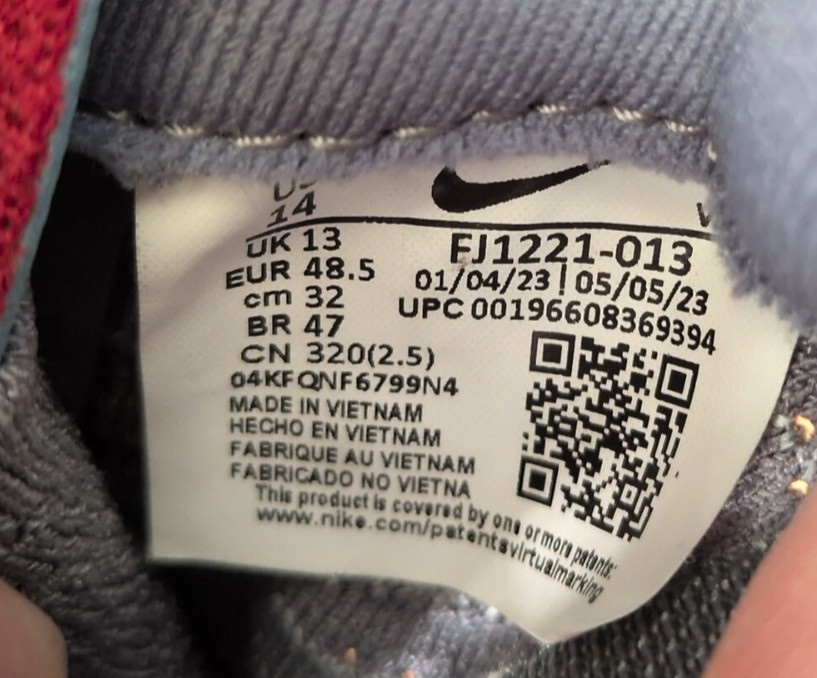 14
UK 13
EUR 48.5
cm 32
BR 47
CN 320(2.5)
04KFQNF6799N4
MADE IN VIETNAM
HECHO EN VIETNAM
FABRIQUE AU VIETNAM
FABRICADO NO VIETNA
This product is covered by one or more patents:
www.nike.com/patentsvirtualmarking
FJ1221-013
01/04/23 | 05/05/23
UPC 00196608369394